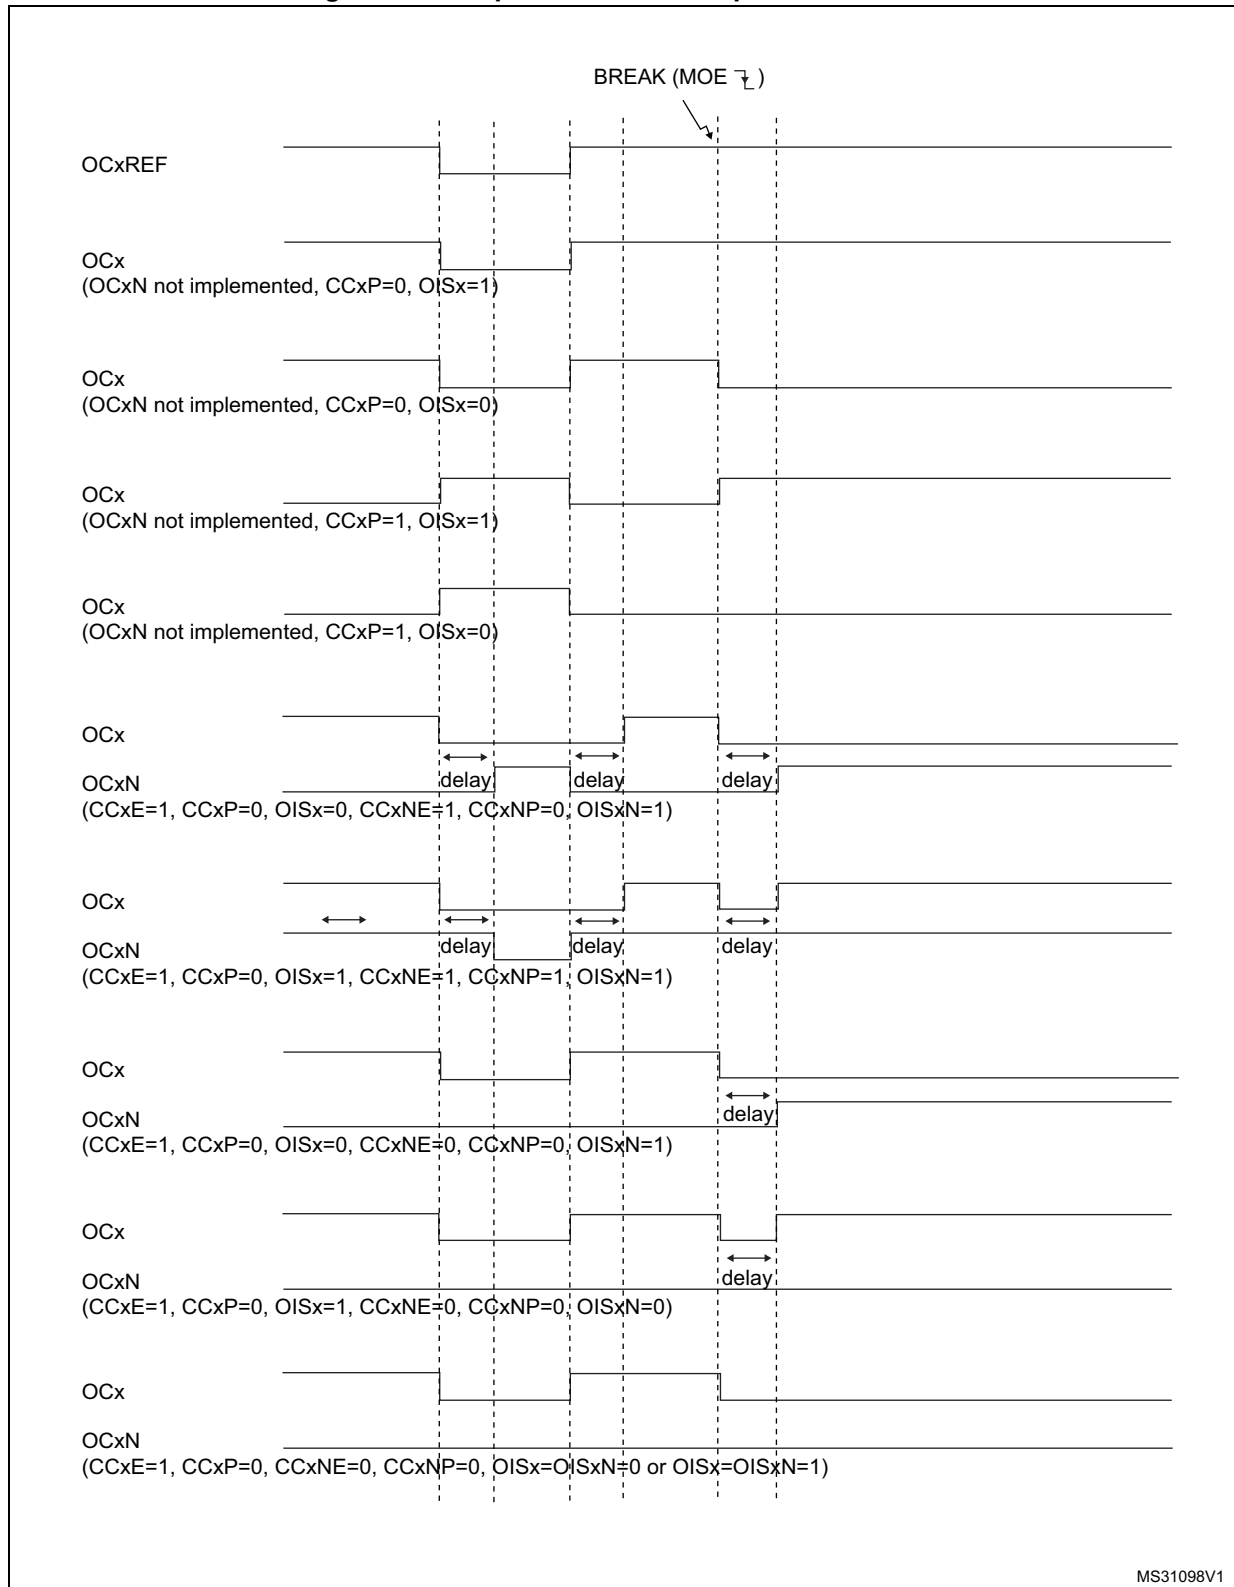 BREAK (MOE )
OCxREF
OCx
(OCxN not implemented, CCxP=0, OISx=1)
OCx
(OCxN not implemented, CCxP=0, OISx=0)
OCx
(OCxN not implemented, CCxP=1, OISx=1)
OCx
(OCxN not implemented, CCxP=1, OISx=0)
OCx
OCxN delay delay delay
(CCxE=1, CCxP=0, OISx=0, CCxNE=1, CCxNP=0, OISxN=1)
OCx
OCxN delay delay delay
(CCxE=1, CCxP=0, OISx=1, CCxNE=1, CCxNP=1, OISxN=1)
OCx
OCxN delay
(CCxE=1, CCxP=0, OISx=0, CCxNE=0, CCxNP=0, OISxN=1)
OCx
OCxN delay
(CCxE=1, CCxP=0, OISx=1, CCxNE=0, CCxNP=0, OISxN=0)
OCx
OCxN
(CCxE=1, CCxP=0, CCxNE=0, CCxNP=0, OISx=OISxN=0 or OISx=OISxN=1)
MS31098V1